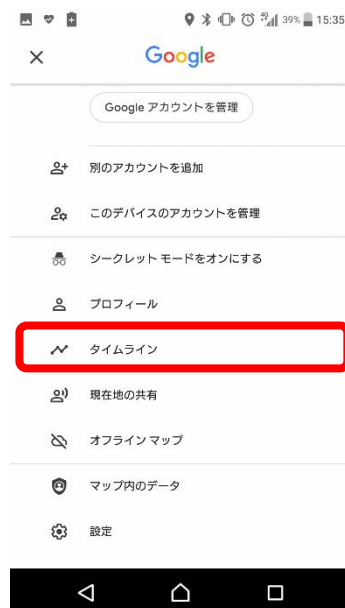 39% 15:35
Google
Google アカウントを管理
別のアカウントを追加
このデバイスのアカウントを管理
シークレット モードをオンにする
プロフィール
タイムライン
現在地の共有
オフライン マップ
マップ内のデータ
設定